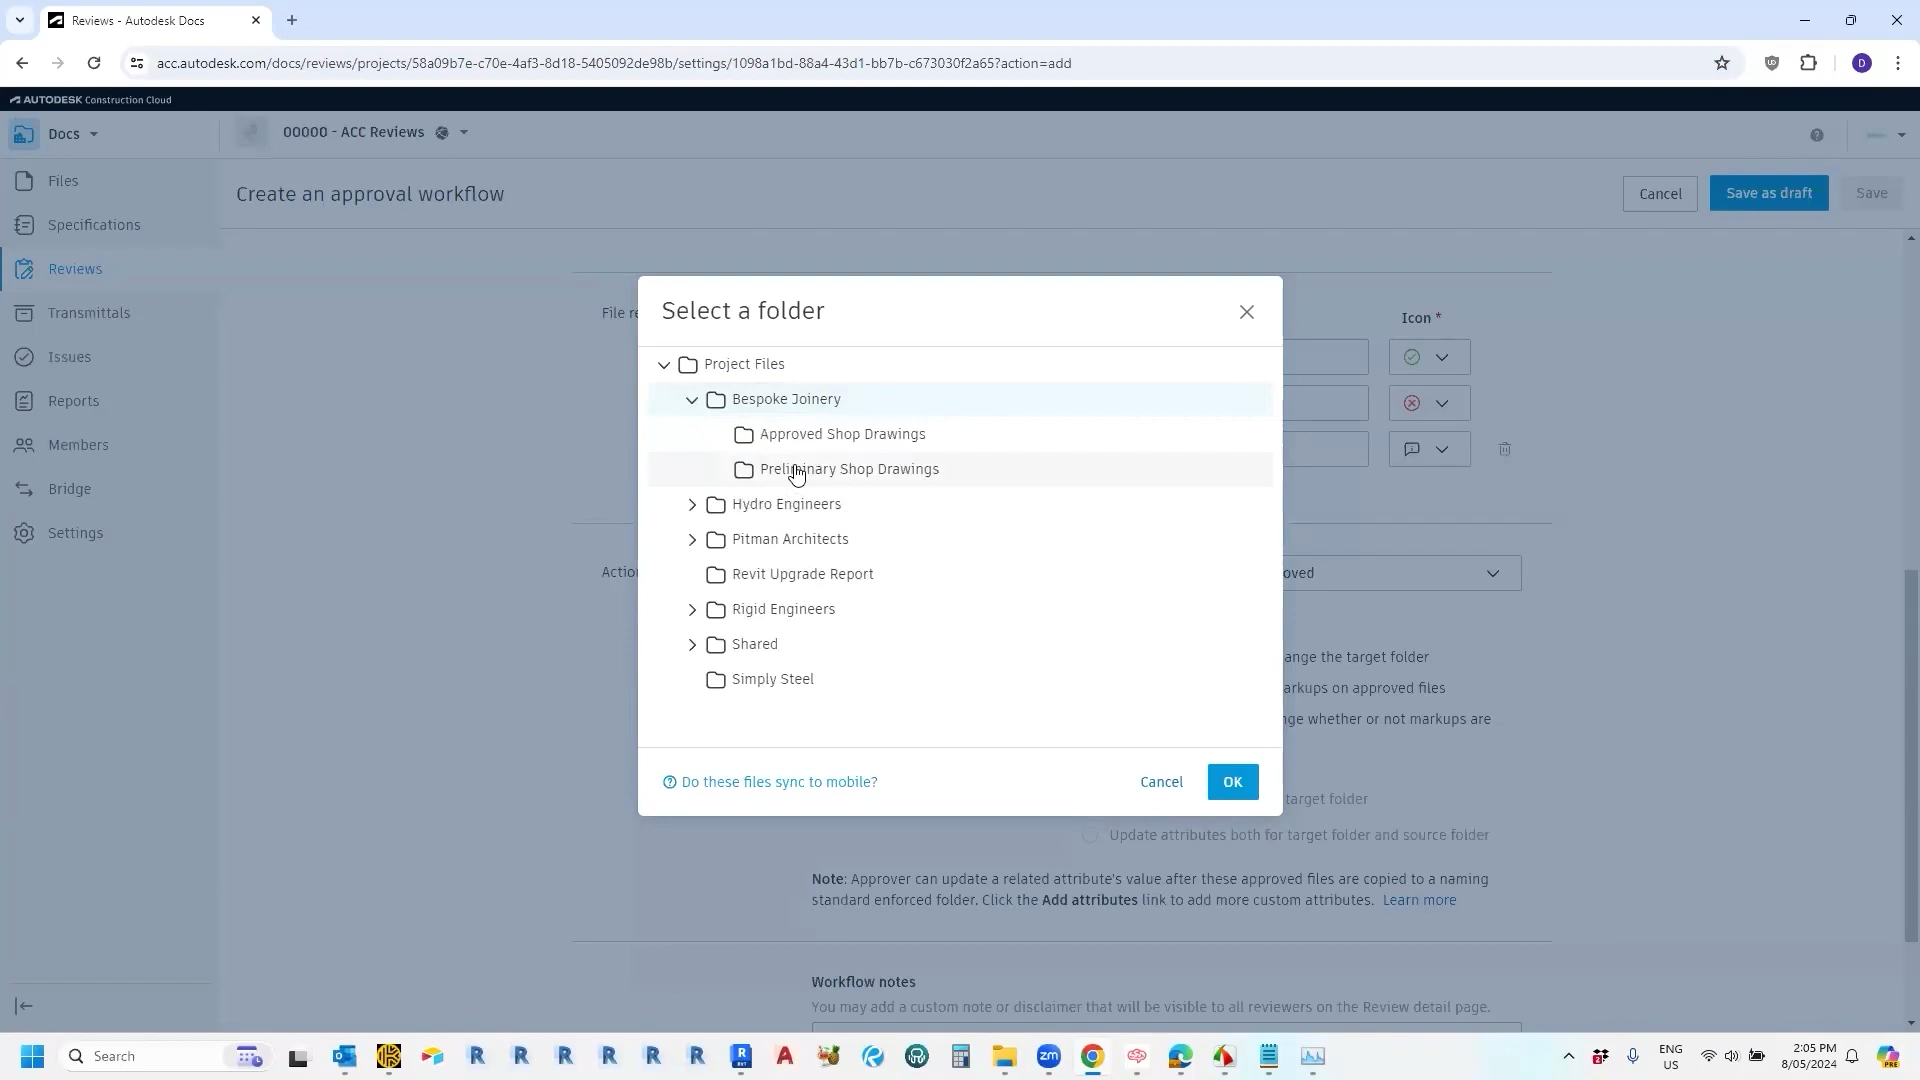 Reviews - Autodesk Docs
acc.autodesk.com/docs/reviews/projects/58a09b7e-c70e-4af3-8d18-5405092de98b/settings/1098a1bd-88a4-43d1-bb7b-c673030f2a65?action=add
D
AUTODESK Construction Cloud
Docs
00000 - ACC Reviews
Files
Specifications
Reviews
Transmittals
Issues
Reports
Members
Bridge
Settings
Create an approval workflow
Cancel
Save as draft
Save
File re
Icon *
Select a folder
Project Files
Bespoke Joinery
Approved Shop Drawings
Preliminary Shop Drawings
Hydro Engineers
Pitman Architects
Revit Upgrade Report
Rigid Engineers
Shared
Simply Steel
Do these files sync to mobile?
Cancel
OK
Action
oved
ange the target folder
arkups on approved files
nge whether or not markups are
target folder
Update attributes both for target folder and source folder
Note: Approver can update a related attribute's value after these approved files are copied to a naming
standard enforced folder. Click the Add attributes link to add more custom attributes. Learn more
Workflow notes
You may add a custom note or disclaimer that will be visible to all reviewers on the Review detail page.
Search
zm
ENG
US
2:05 PM
8/05/2024